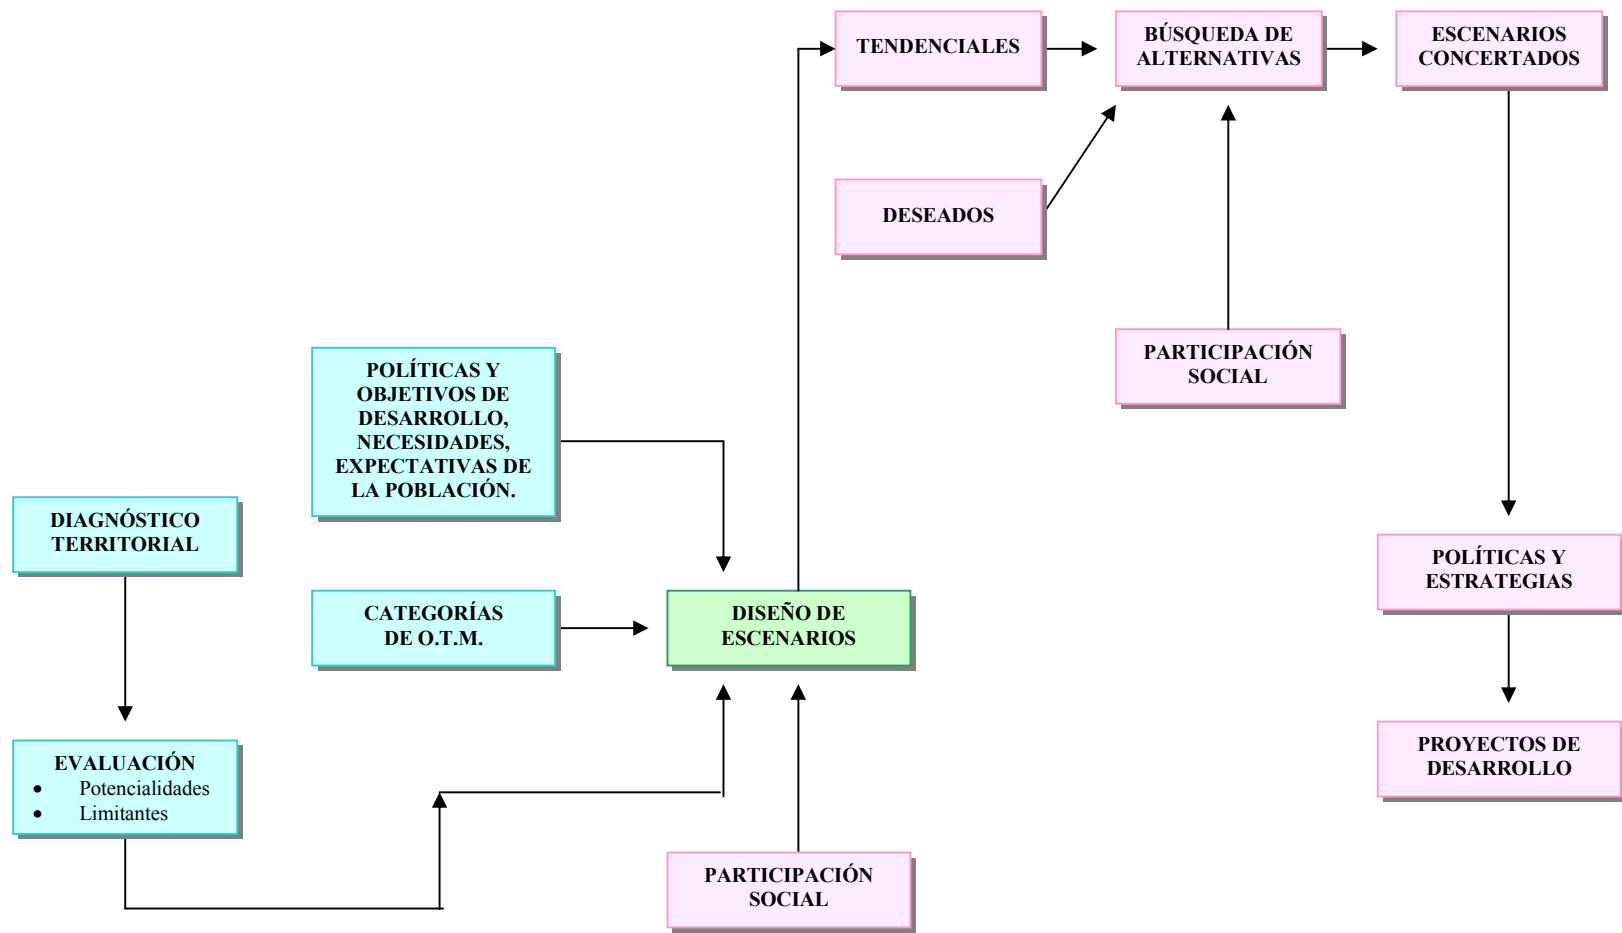 TENDENCIALES
BÚSQUEDA DE
ALTERNATIVAS
ESCENARIOS
CONCERTADOS
DESEADOS
PARTICIPACIÓN
SOCIAL
POLÍTICAS Y
OBJETIVOS DE
DESARROLLO,
NECESIDADES,
EXPECTATIVAS DE
LA POBLACIÓN.
DIAGNÓSTICO
TERRITORIAL
CATEGORÍAS
DE O.T.M.
DISEÑO DE
ESCENARIOS
POLÍTICAS Y
ESTRATEGIAS
EVALUACIÓN
• Potencialidades
• Limitantes
PROYECTOS DE
DESARROLLO
PARTICIPACIÓN
SOCIAL